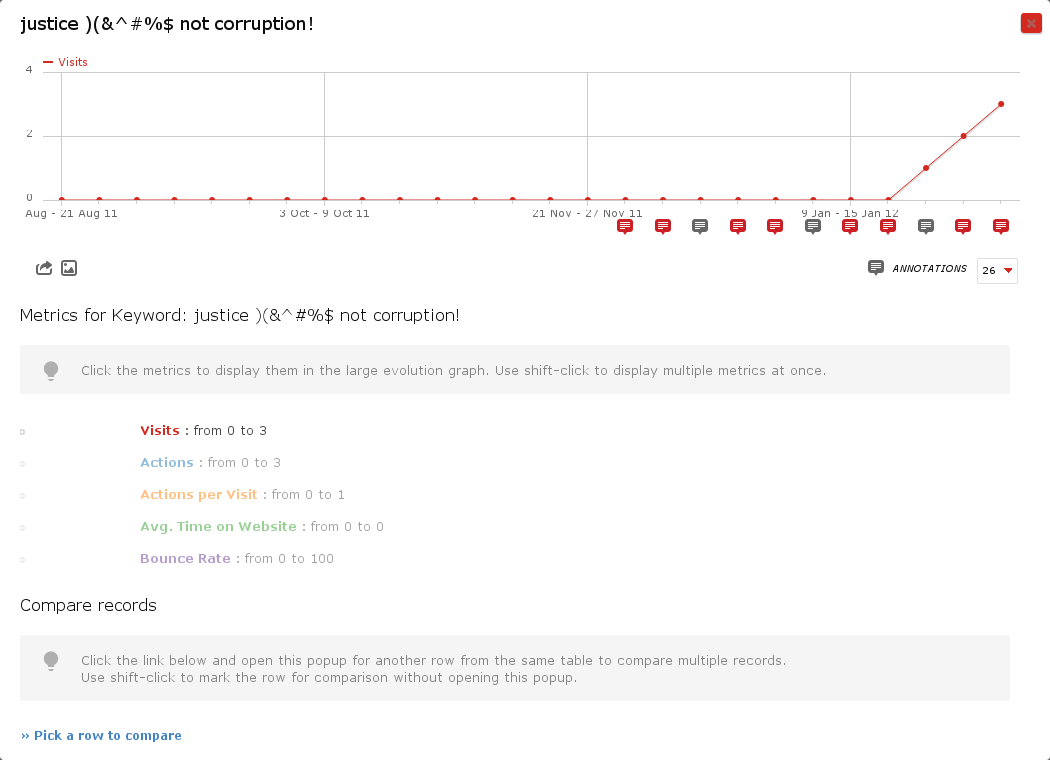 justice )(&^#%$ not corruption!
Visits
4
2
0
Aug - 21 Aug 11
3 Oct - 9 Oct 11
21 Nov - 27 Nov 11
9 Jan - 15 Jan 12
ANNOTATIONS
26
Metrics for Keyword: justice )(&^#%$ not corruption!
Click the metrics to display them in the large evolution graph. Use shift-click to display multiple metrics at once.
Visits : from 0 to 3
Actions : from 0 to 3
Actions per Visit : from 0 to 1
Avg. Time on Website : from 0 to 0
Bounce Rate : from 0 to 100
Compare records
Click the link below and open this popup for another row from the same table to compare multiple records.
Use shift-click to mark the row for comparison without opening this popup.
» Pick a row to compare